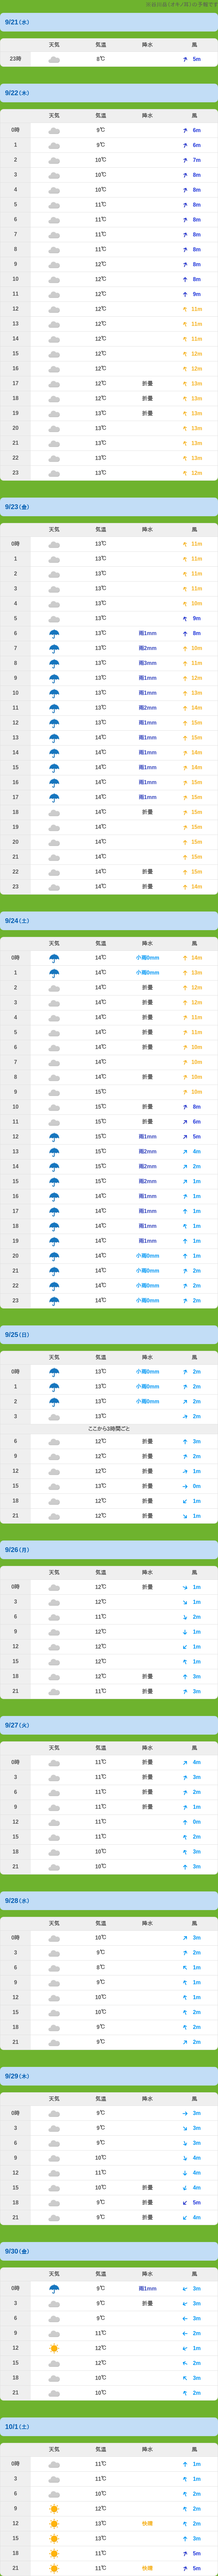 9/21(水)
天気 気温 降水 風
23時 8℃ 5m
9/22(木)
天気 気温 降水 風
0時 9℃ 6m
1 9℃ 6m
2 10℃ 7m
3 10℃ 8m
4 10℃ 8m
5 11℃ 8m
6 11℃ 8m
7 11℃ 8m
8 11℃ 8m
9 12℃ 8m
10 12℃ 8m
11 12℃ 9m
12 12℃ 11m
13 12℃ 11m
14 12℃ 11m
15 12℃ 12m
16 12℃ 12m
17 12℃ 折畳 13m
18 12℃ 折畳 13m
19 13℃ 折畳 13m
20 13℃ 13m
21 13℃ 13m
22 13℃ 13m
23 13℃ 12m
9/23(金)
天気 気温 降水 風
0時 13℃ 11m
1 13℃ 11m
2 13℃ 11m
3 13℃ 11m
4 13℃ 10m
5 13℃ 9m
6 13℃ 雨1mm 8m
7 13℃ 雨2mm 10m
8 13℃ 雨3mm 11m
9 13℃ 雨1mm 12m
10 13℃ 雨1mm 13m
11 13℃ 雨2mm 14m
12 13℃ 雨1mm 15m
13 14℃ 雨1mm 15m
14 14℃ 雨1mm 14m
15 14℃ 雨1mm 14m
16 14℃ 雨1mm 15m
17 14℃ 雨1mm 15m
18 14℃ 折畳 15m
19 14℃ 15m
20 14℃ 15m
21 14℃ 15m
22 14℃ 折畳 15m
23 14℃ 折畳 14m
9/24(土)
天気 気温 降水 風
0時 14℃ 小雨0mm 14m
1 14℃ 小雨0mm 13m
2 14℃ 折畳 12m
3 14℃ 折畳 12m
4 14℃ 折畳 11m
5 14℃ 折畳 11m
6 14℃ 折畳 10m
7 14℃ 10m
8 14℃ 折畳 10m
9 15℃ 10m
10 15℃ 折畳 8m
11 15℃ 折畳 6m
12 15℃ 雨1mm 5m
13 15℃ 雨2mm 4m
14 15℃ 雨2mm 2m
15 15℃ 雨2mm 1m
16 14℃ 雨1mm 1m
17 14℃ 雨1mm 1m
18 14℃ 雨1mm 1m
19 14℃ 雨1mm 1m
20 14℃ 小雨0mm 1m
21 14℃ 小雨0mm 2m
22 14℃ 小雨0mm 2m
23 14℃ 小雨0mm 2m
9/25(日)
天気 気温 降水 風
0時 13℃ 小雨0mm 2m
1 13℃ 小雨0mm 2m
2 13℃ 小雨0mm 2m
3 13℃ 2m
ここから3時間ごと
6 12℃ 折畳 3m
9 12℃ 折畳 2m
12 12℃ 折畳 1m
15 13℃ 折畳 0m
18 12℃ 折畳 1m
21 12℃ 折畳 1m
9/26(月)
天気 気温 降水 風
0時 12℃ 折畳 1m
3 12℃ 1m
6 11℃ 2m
9 12℃ 1m
12 12℃ 1m
15 12℃ 1m
18 12℃ 折畳 3m
21 11℃ 折畳 3m
9/27(火)
天気 気温 降水 風
0時 11℃ 折畳 4m
3 11℃ 折畳 3m
6 11℃ 折畳 2m
9 11℃ 折畳 1m
12 11℃ 0m
15 11℃ 2m
18 10℃ 3m
21 10℃ 3m
9/28(水)
天気 気温 降水 風
0時 10℃ 3m
3 9℃ 2m
6 8℃ 1m
9 9℃ 1m
12 10℃ 1m
15 10℃ 2m
18 9℃ 2m
21 9℃ 2m
9/29(木)
天気 気温 降水 風
0時 9℃ 3m
3 9℃ 3m
6 9℃ 3m
9 10℃ 4m
12 11℃ 4m
15 10℃ 折畳 4m
18 9℃ 折畳 5m
21 9℃ 折畳 4m
9/30(金)
天気 気温 降水 風
0時 9℃ 雨1mm 3m
3 9℃ 折畳 3m
6 9℃ 3m
9 11℃ 2m
12 12℃ 1m
15 12℃ 2m
18 10℃ 3m
21 10℃ 2m
10/1(土)
天気 気温 降水 風
0時 11℃ 1m
3 11℃ 1m
6 10℃ 2m
9 12℃ 2m
12 13℃ 2m
15 13℃ 3m
18 11℃ 5m
21 11℃ 5m